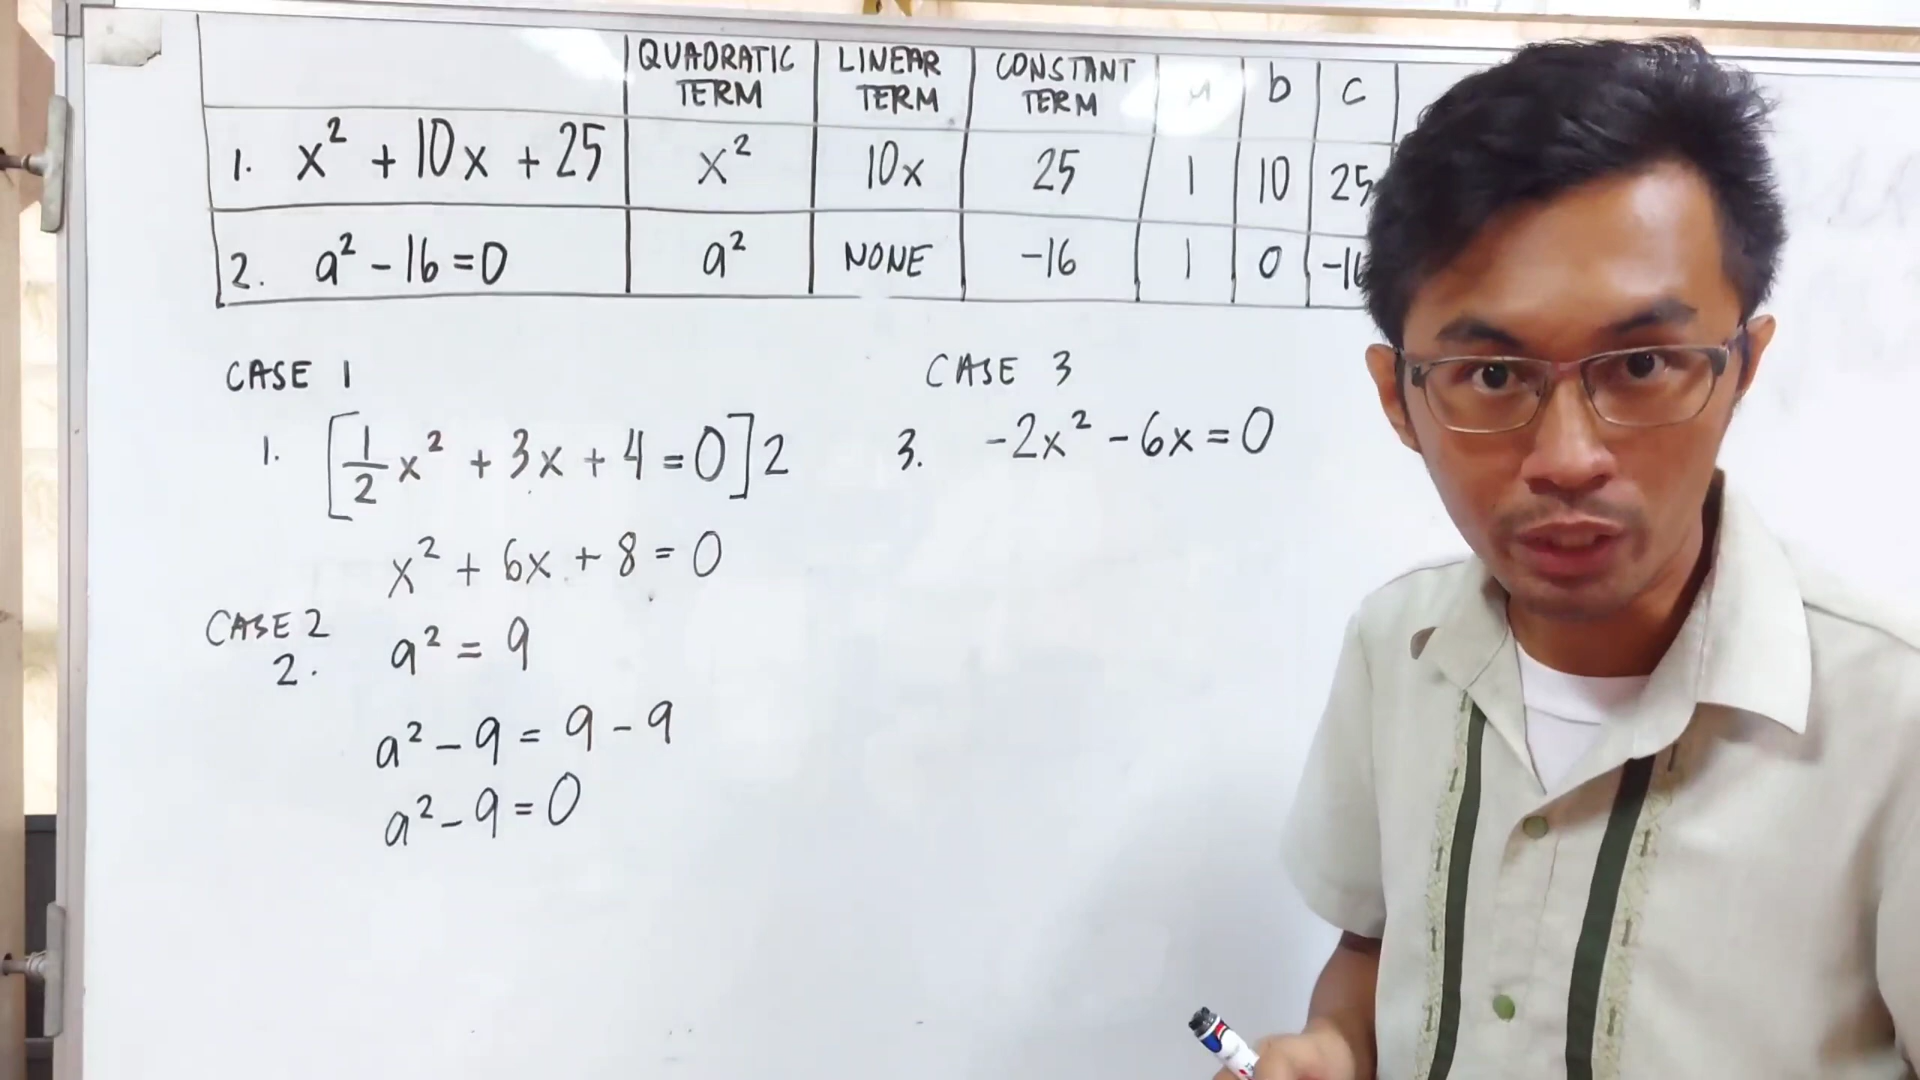 QUADRATIC TERM LINEAR TERM CONSTANT TERM b c
1. x² + 10x + 25 x² 10x 25 1 10 25
2. a² - 16 = 0 a² NONE -16 1 0 -16
CASE 1
1. [1/2 x² + 3x + 4 = 0] 2
x² + 6x + 8 = 0
CASE 2
2. a² = 9
a² - 9 = 9 - 9
a² - 9 = 0
CASE 3
3. -2x² - 6x = 0